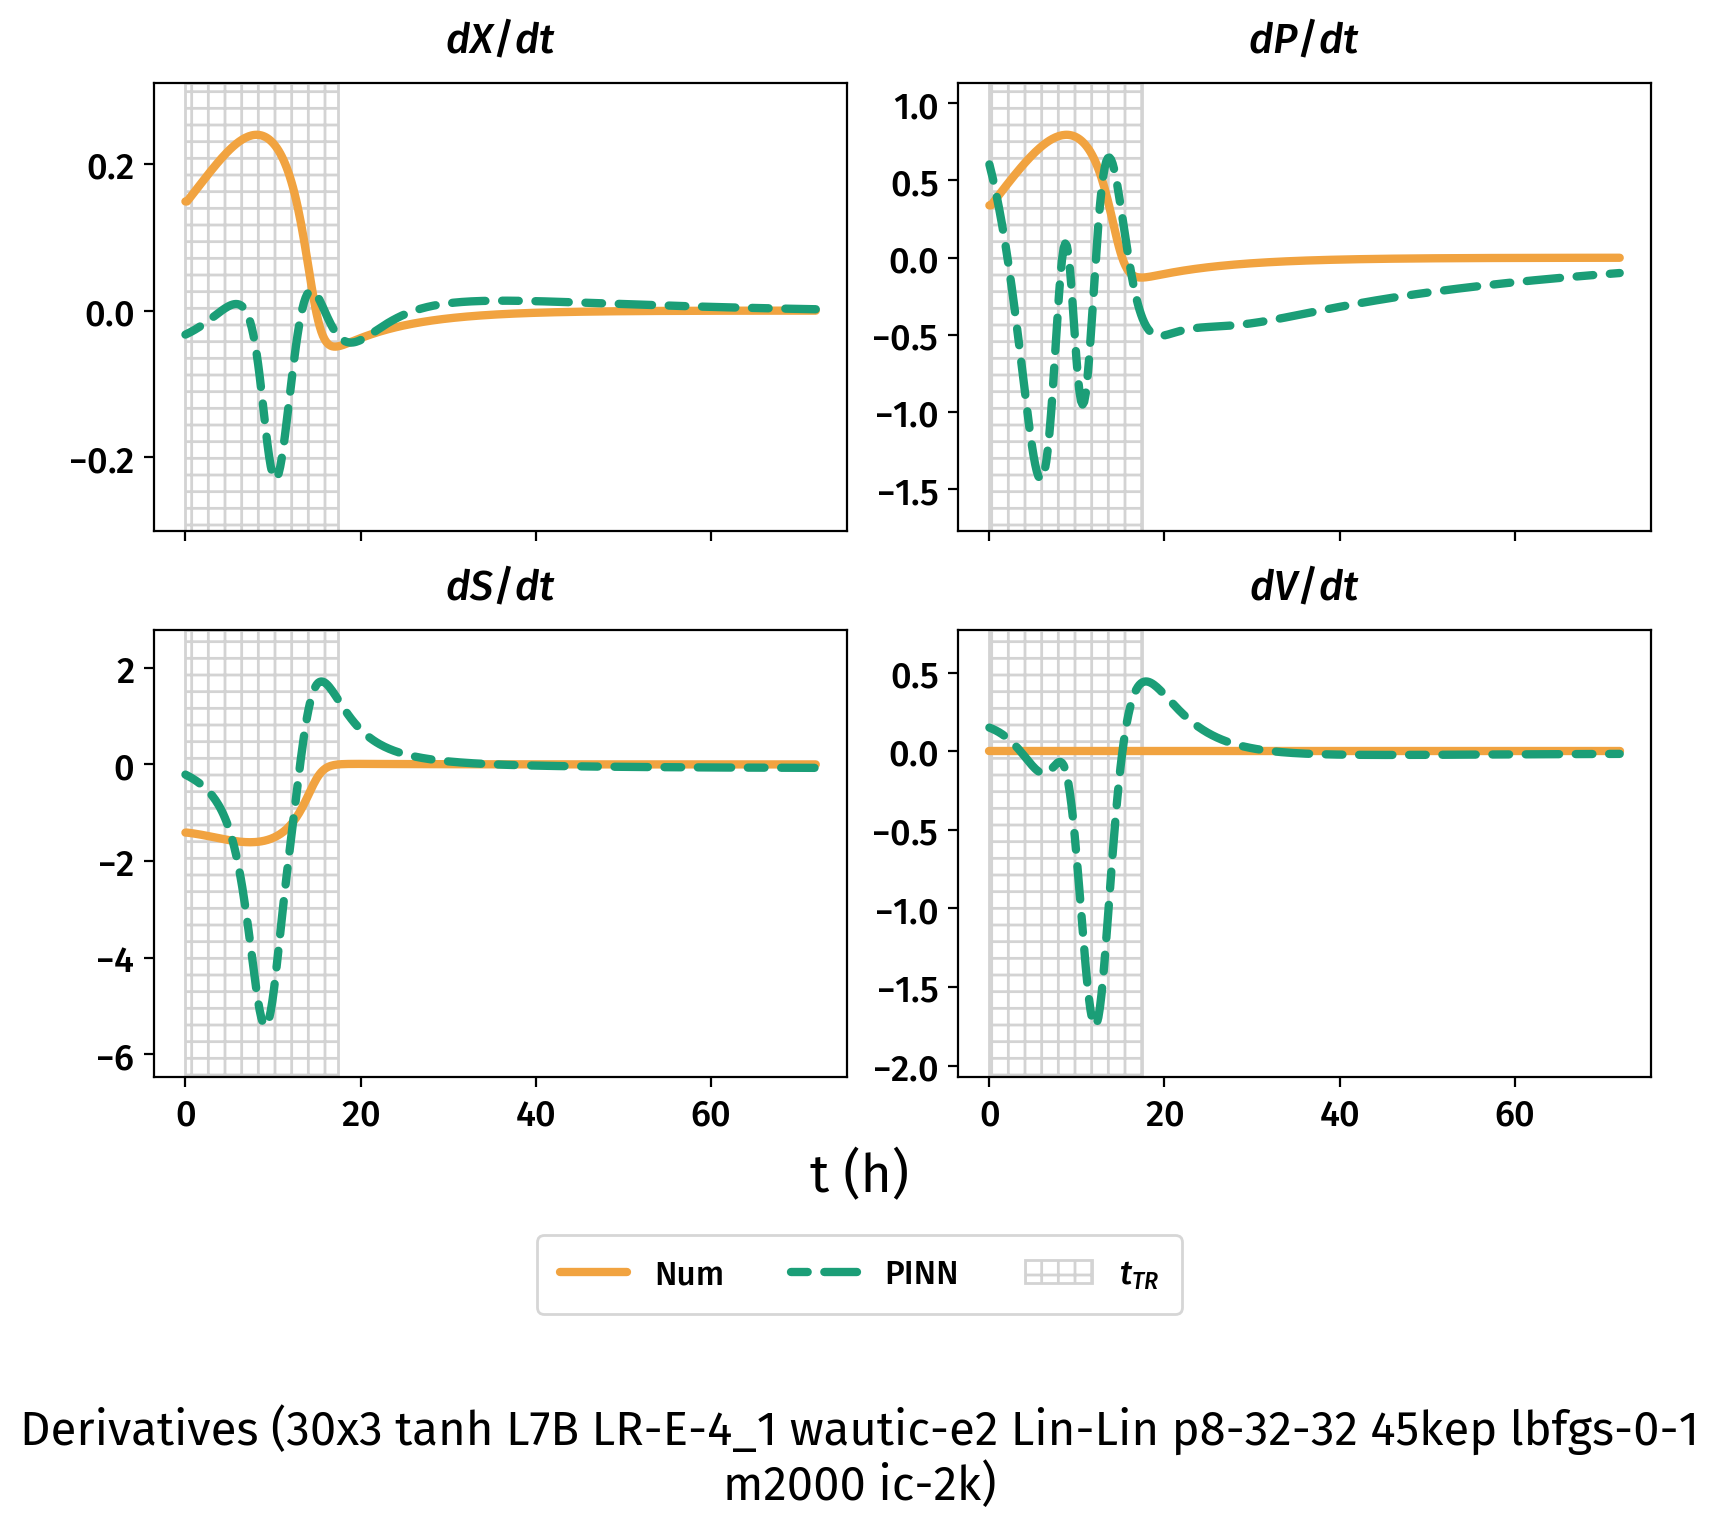 dX/dt
dP/dt
0.2
0.0
−0.2
1.0
0.5
0.0
−0.5
−1.0
−1.5
dS/dt
dV/dt
2
0
−2
−4
−6
0.5
0.0
−0.5
−1.0
−1.5
−2.0
0 20 40 60
0 20 40 60
t (h)
Num PINN tTR
Derivatives (30x3 tanh L7B LR-E-4_1 wautic-e2 Lin-Lin p8-32-32 45kep lbfgs-0-1
m2000 ic-2k)